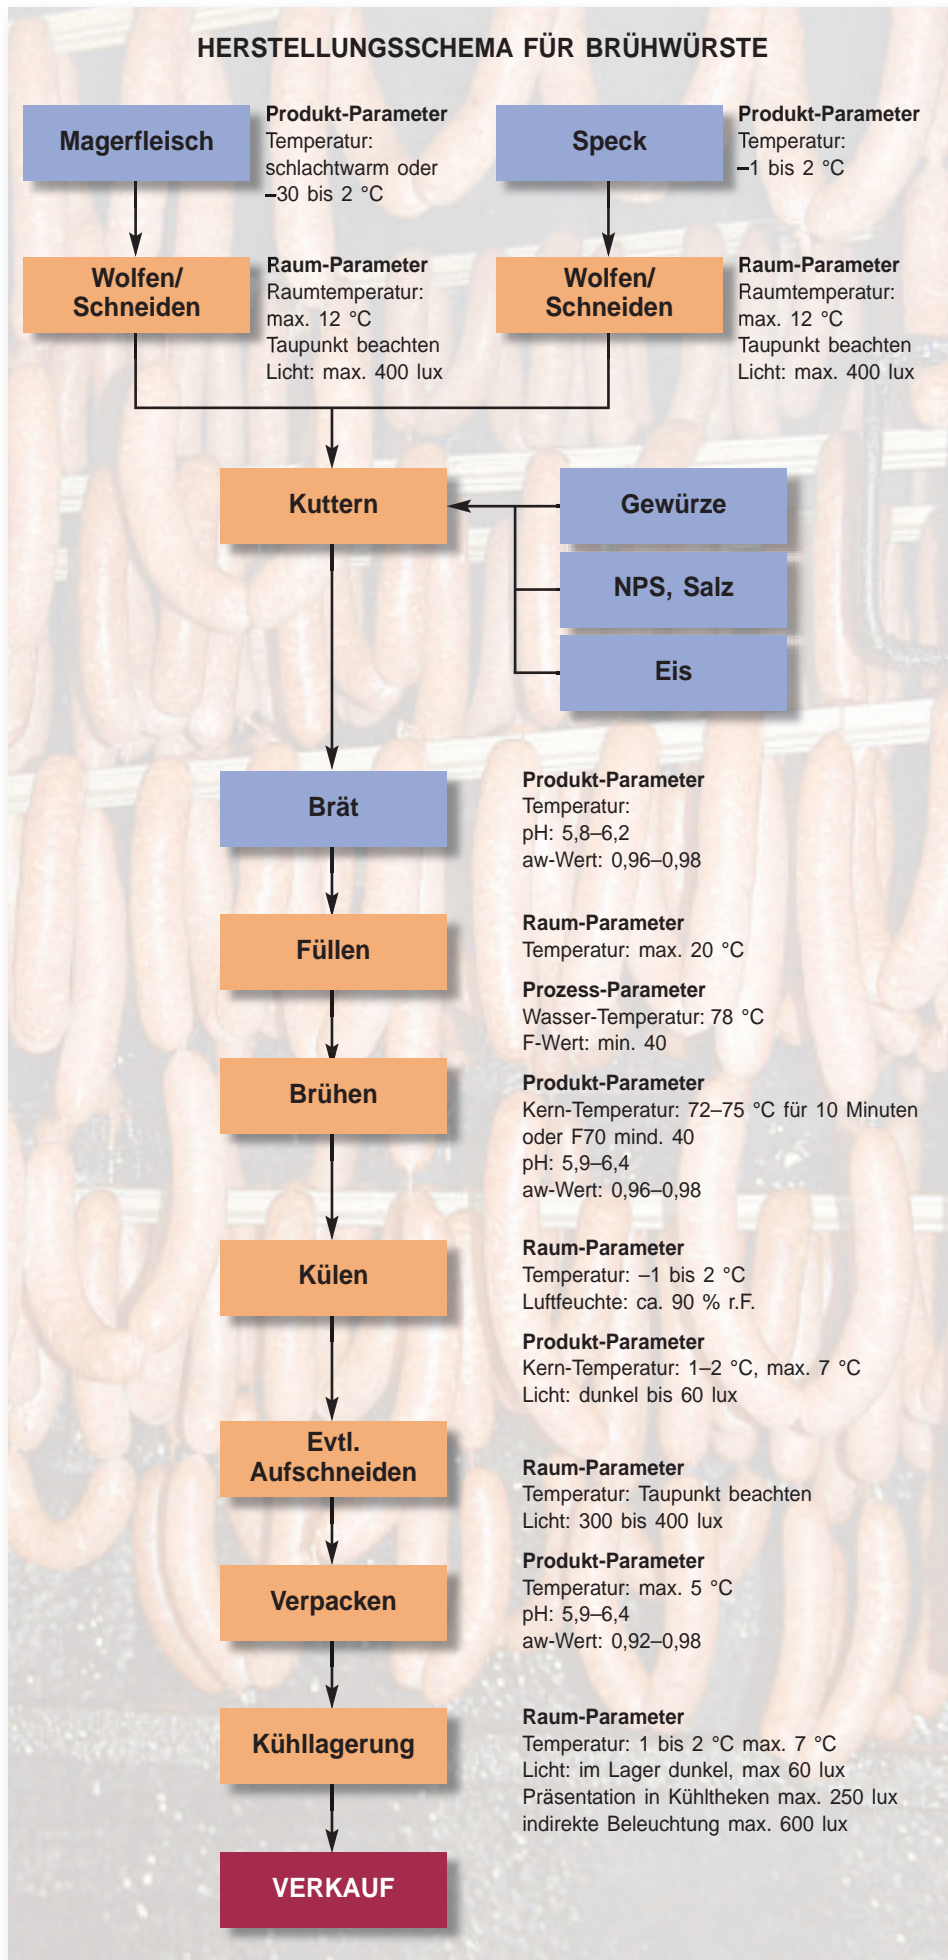 HERSTELLUNGSSCHEMA FÜR BRÜHWÜRSTE
Magerfleisch
Produkt-Parameter
Temperatur:
schlachtwarm oder
–30 bis 2 °C
Speck
Produkt-Parameter
Temperatur:
–1 bis 2 °C
Wolfen/
Schneiden
Raum-Parameter
Raumtemperatur:
max. 12 °C
Taupunkt beachten
Licht: max. 400 lux
Wolfen/
Schneiden
Raum-Parameter
Raumtemperatur:
max. 12 °C
Taupunkt beachten
Licht: max. 400 lux
Kuttern
Gewürze
NPS, Salz
Eis
Brät
Produkt-Parameter
Temperatur:
pH: 5,8–6,2
aw-Wert: 0,96–0,98
Füllen
Raum-Parameter
Temperatur: max. 20 °C
Prozess-Parameter
Wasser-Temperatur: 78 °C
F-Wert: min. 40
Brühen
Produkt-Parameter
Kern-Temperatur: 72–75 °C für 10 Minuten
oder F70 mind. 40
pH: 5,9–6,4
aw-Wert: 0,96–0,98
Külen
Raum-Parameter
Temperatur: –1 bis 2 °C
Luftfeuchte: ca. 90 % r.F.
Produkt-Parameter
Kern-Temperatur: 1–2 °C, max. 7 °C
Licht: dunkel bis 60 lux
Evtl.
Aufschneiden
Raum-Parameter
Temperatur: Taupunkt beachten
Licht: 300 bis 400 lux
Verpacken
Produkt-Parameter
Temperatur: max. 5 °C
pH: 5,9–6,4
aw-Wert: 0,92–0,98
Kühllagerung
Raum-Parameter
Temperatur: 1 bis 2 °C max. 7 °C
Licht: im Lager dunkel, max 60 lux
Präsentation in Kühltheken max. 250 lux
indirekte Beleuchtung max. 600 lux
VERKAUF